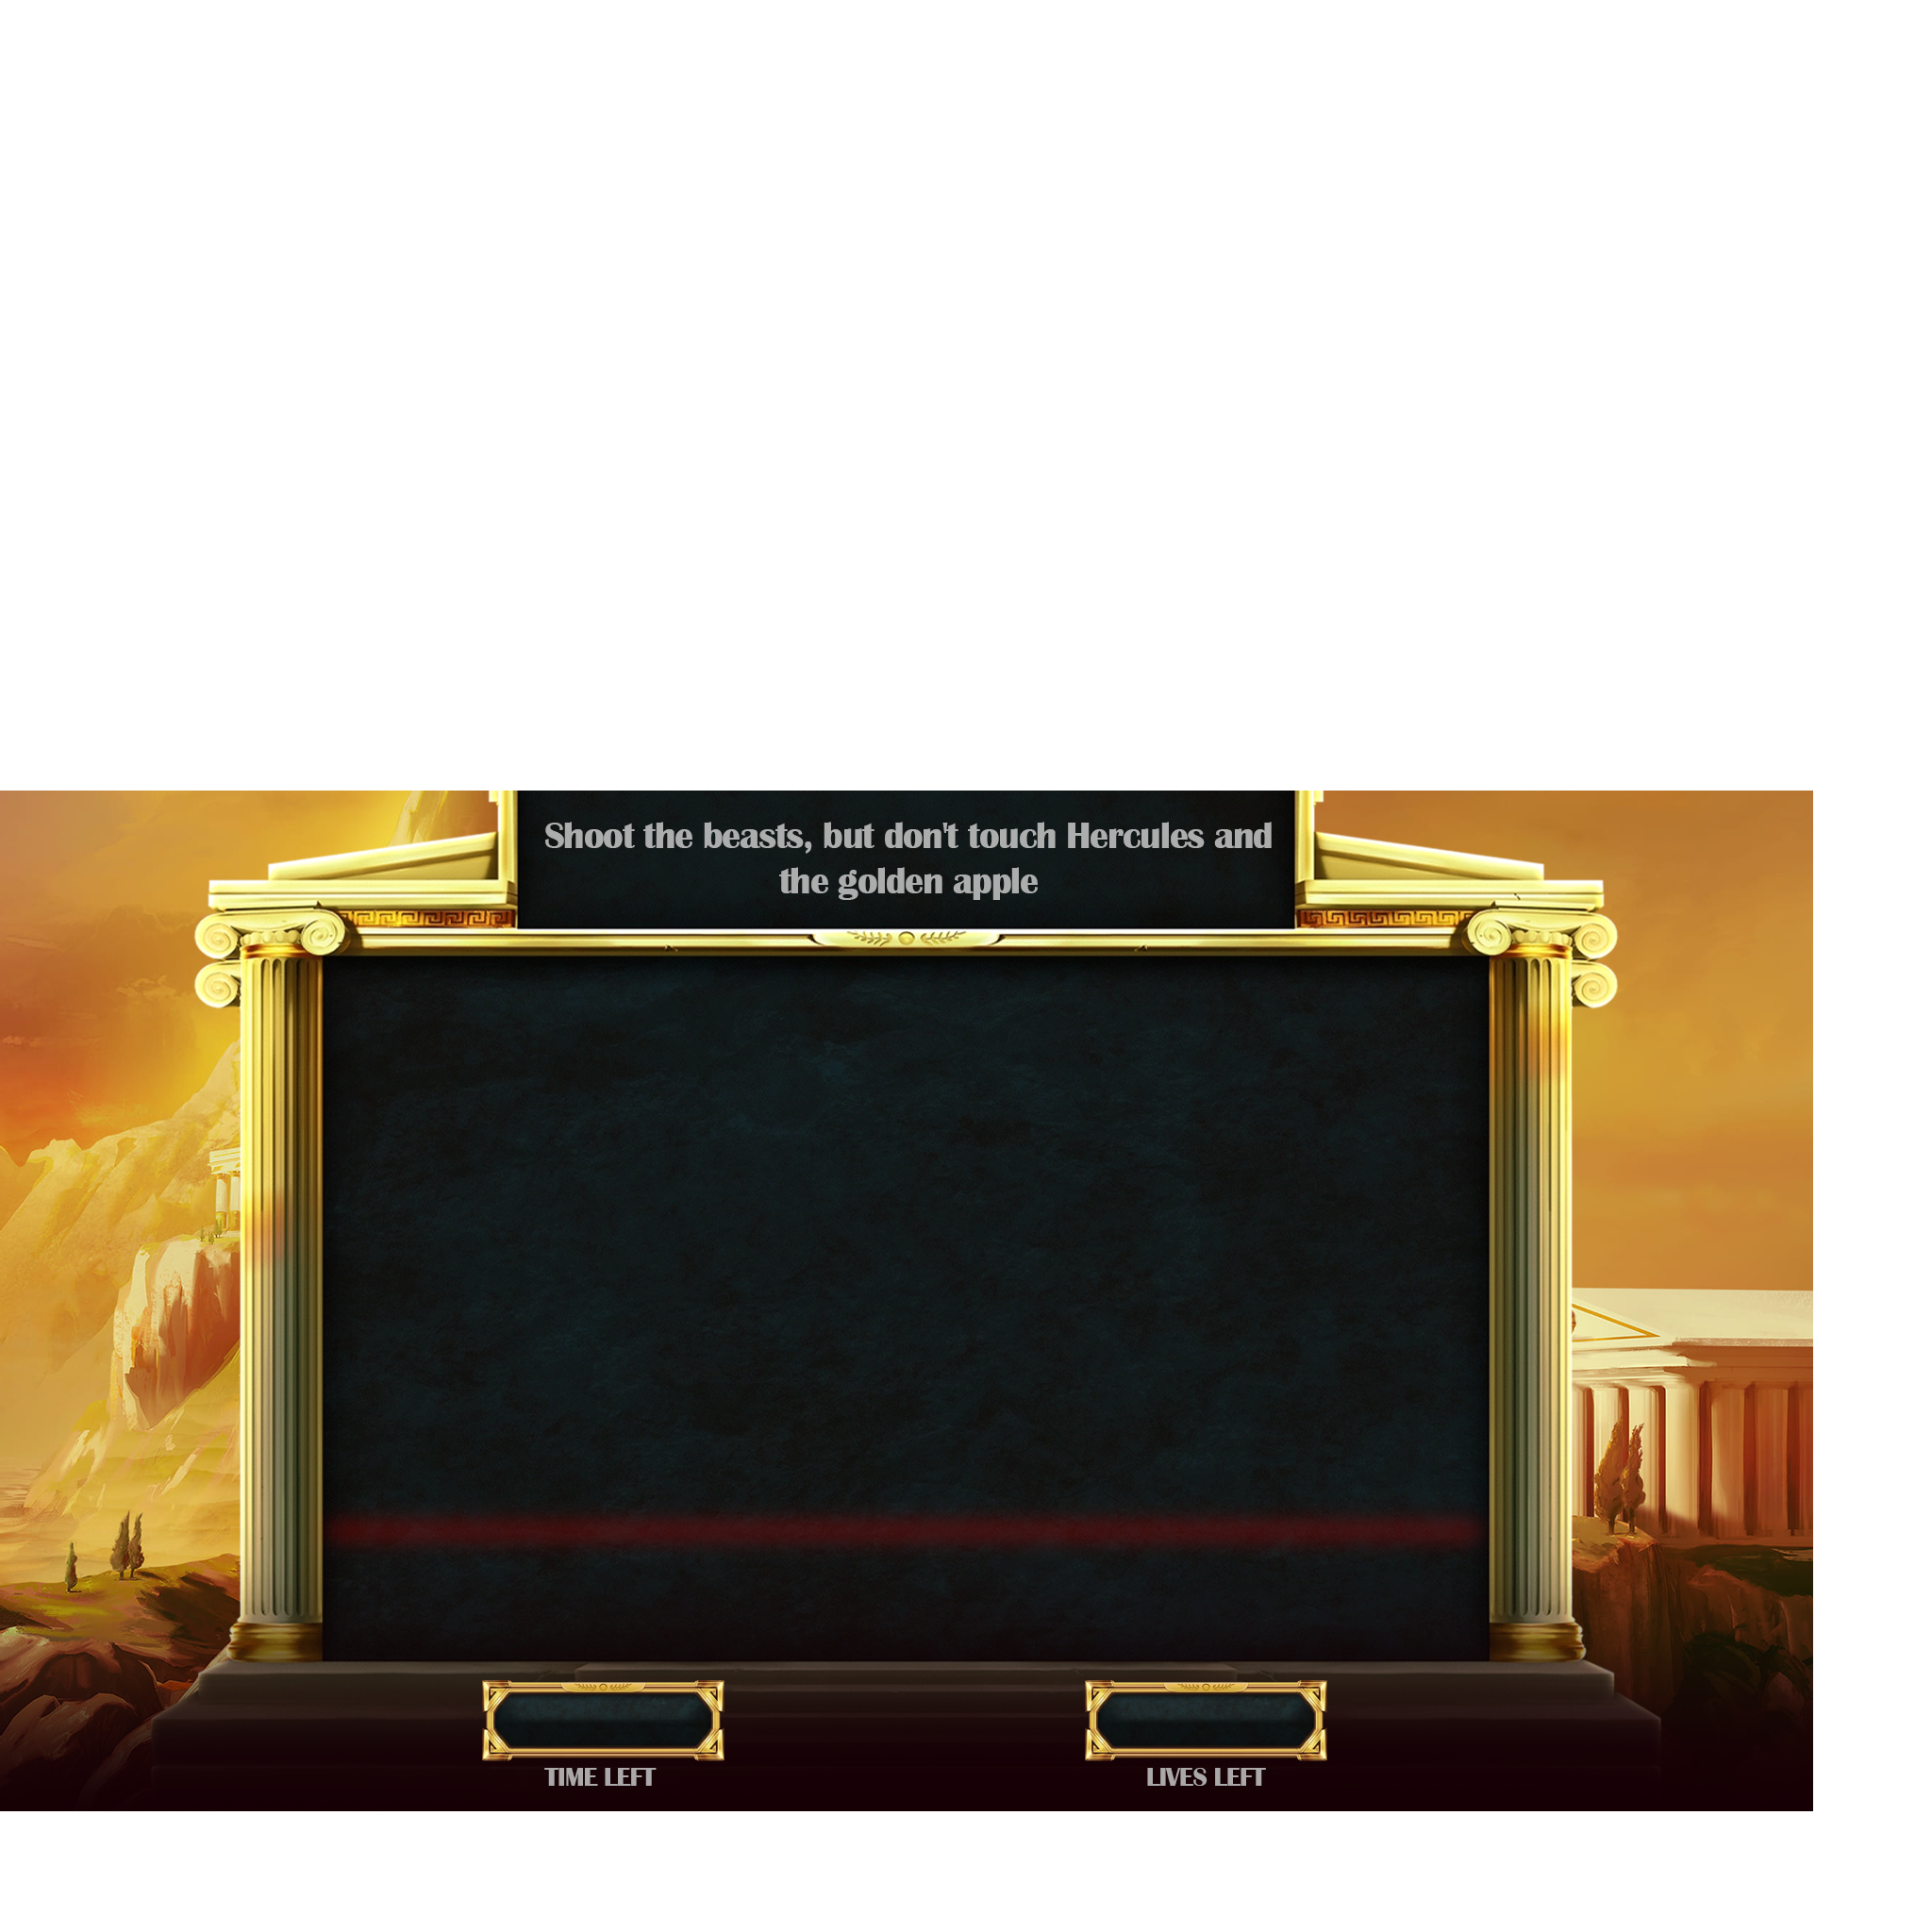 Shoot the beasts, but don't touch Hercules and
the golden apple
TIME LEFT
LIVES LEFT